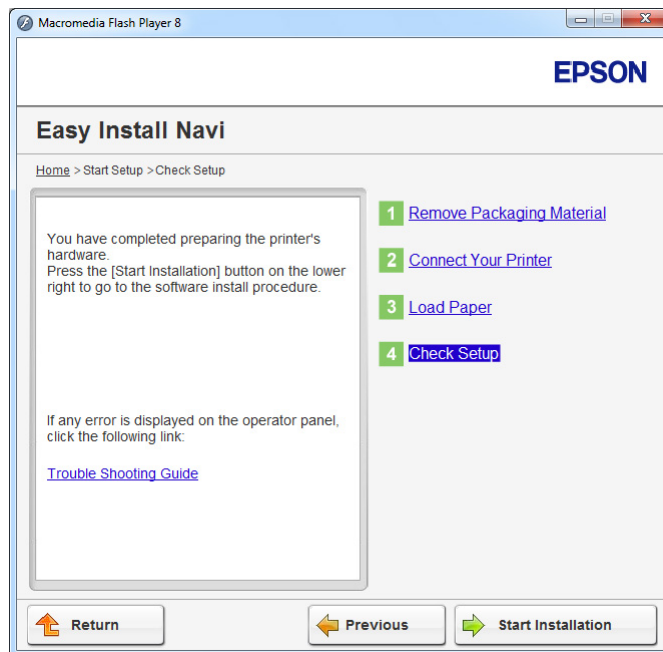 Macromedia Flash Player 8
EPSON
Easy Install Navi
Home > Start Setup >Check Setup
You have completed preparing the printer's
hardware.
Press the [Start Installation] button on the lower
right to go to the software install procedure.
If any error is displayed on the operator panel,
click the following link:
Trouble Shooting Guide
1 Remove Packaging Material
2 Connect Your Printer
3 Load Paper
4 Check Setup
Return
Previous
Start Installation